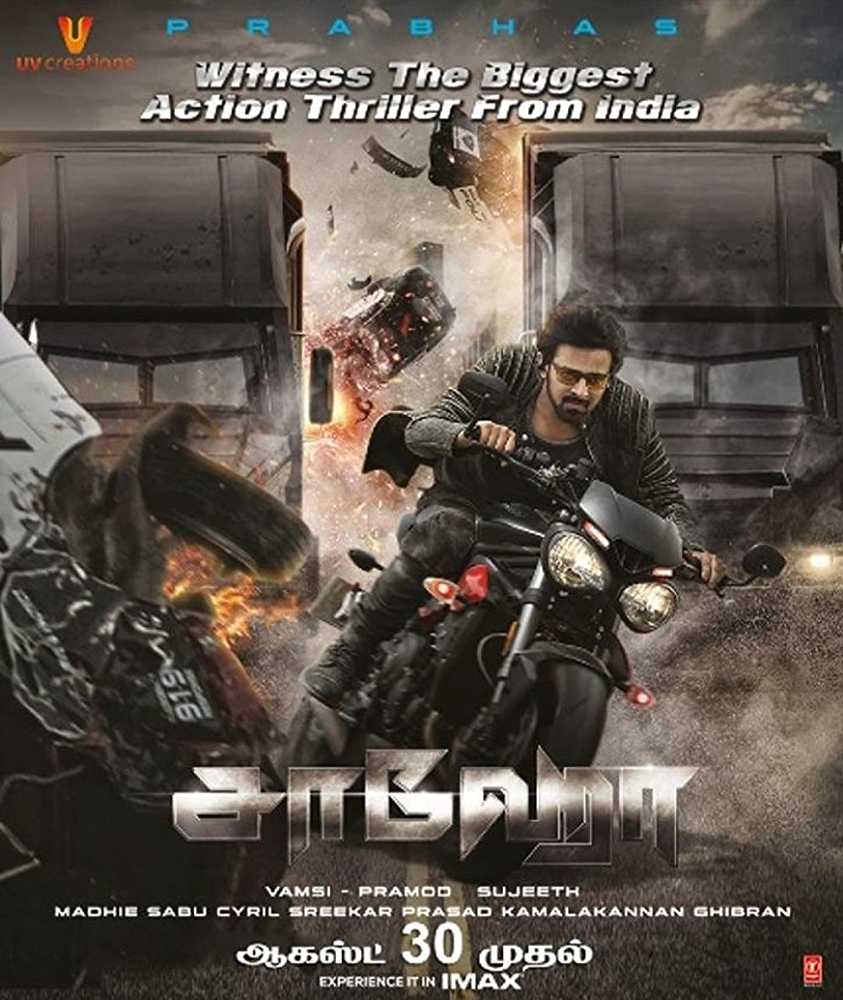 PRABHAS
UV creations
Witness The Biggest
Action Thriller From India
319
சாஹோ
VAMSI - PRAMOD SUJEETH
MADHIE SABU CYRIL SREEKAR PRASAD KAMALAKANNAN GHIBRAN
ஆகஸ்ட் 30 முதல்
EXPERIENCE IT IN IMAX
T